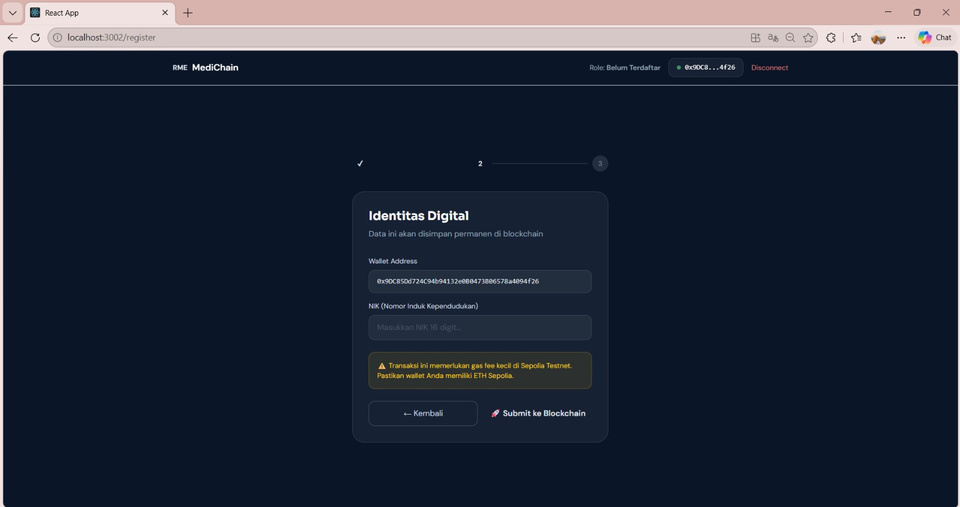 React App
localhost:3002/register
Chat
RME MediChain
Role: Belum Terdaftar
0x9DC8...4f26
Disconnect
✓ 2 3
Identitas Digital
Data ini akan disimpan permanen di blockchain
Wallet Address
0x9DC85Dd724C94b94132e0B0473B06578a4094f26
NIK (Nomor Induk Kependudukan)
Masukkan NIK 16 digit...
⚠ Transaksi ini memerlukan gas fee kecil di Sepolia Testnet.
Pastikan wallet Anda memiliki ETH Sepolia.
← Kembali
🚀 Submit ke Blockchain